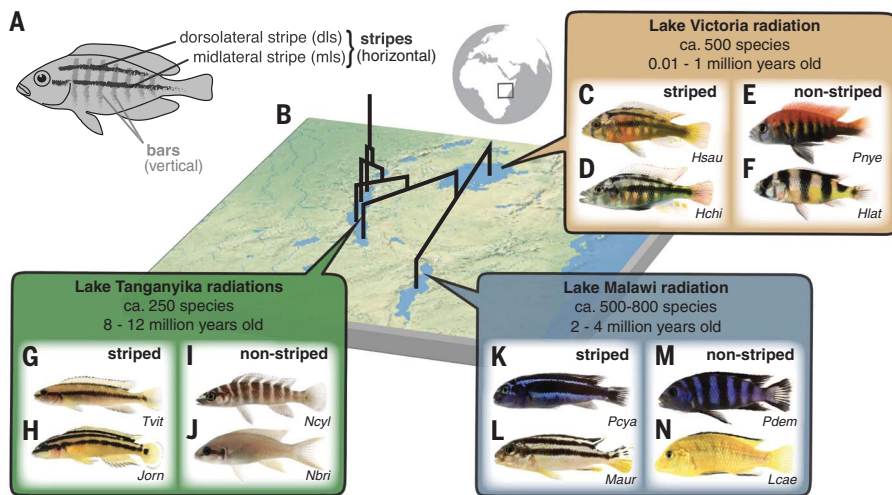 A
dorsolateral stripe (dls)
midlateral stripe (mls)
stripes
(horizontal)
bars
(vertical)
B
Lake Victoria radiation
ca. 500 species
0.01 - 1 million years old
C striped
Hsau
D
Hchi
E non-striped
Pnye
F
Hlat
Lake Tanganyika radiations
ca. 250 species
8 - 12 million years old
G striped
Tvit
H
Jorn
I non-striped
Ncyl
J
Nbri
Lake Malawi radiation
ca. 500-800 species
2 - 4 million years old
K striped
Pcya
L
Maur
M non-striped
Pdem
N
Lcae